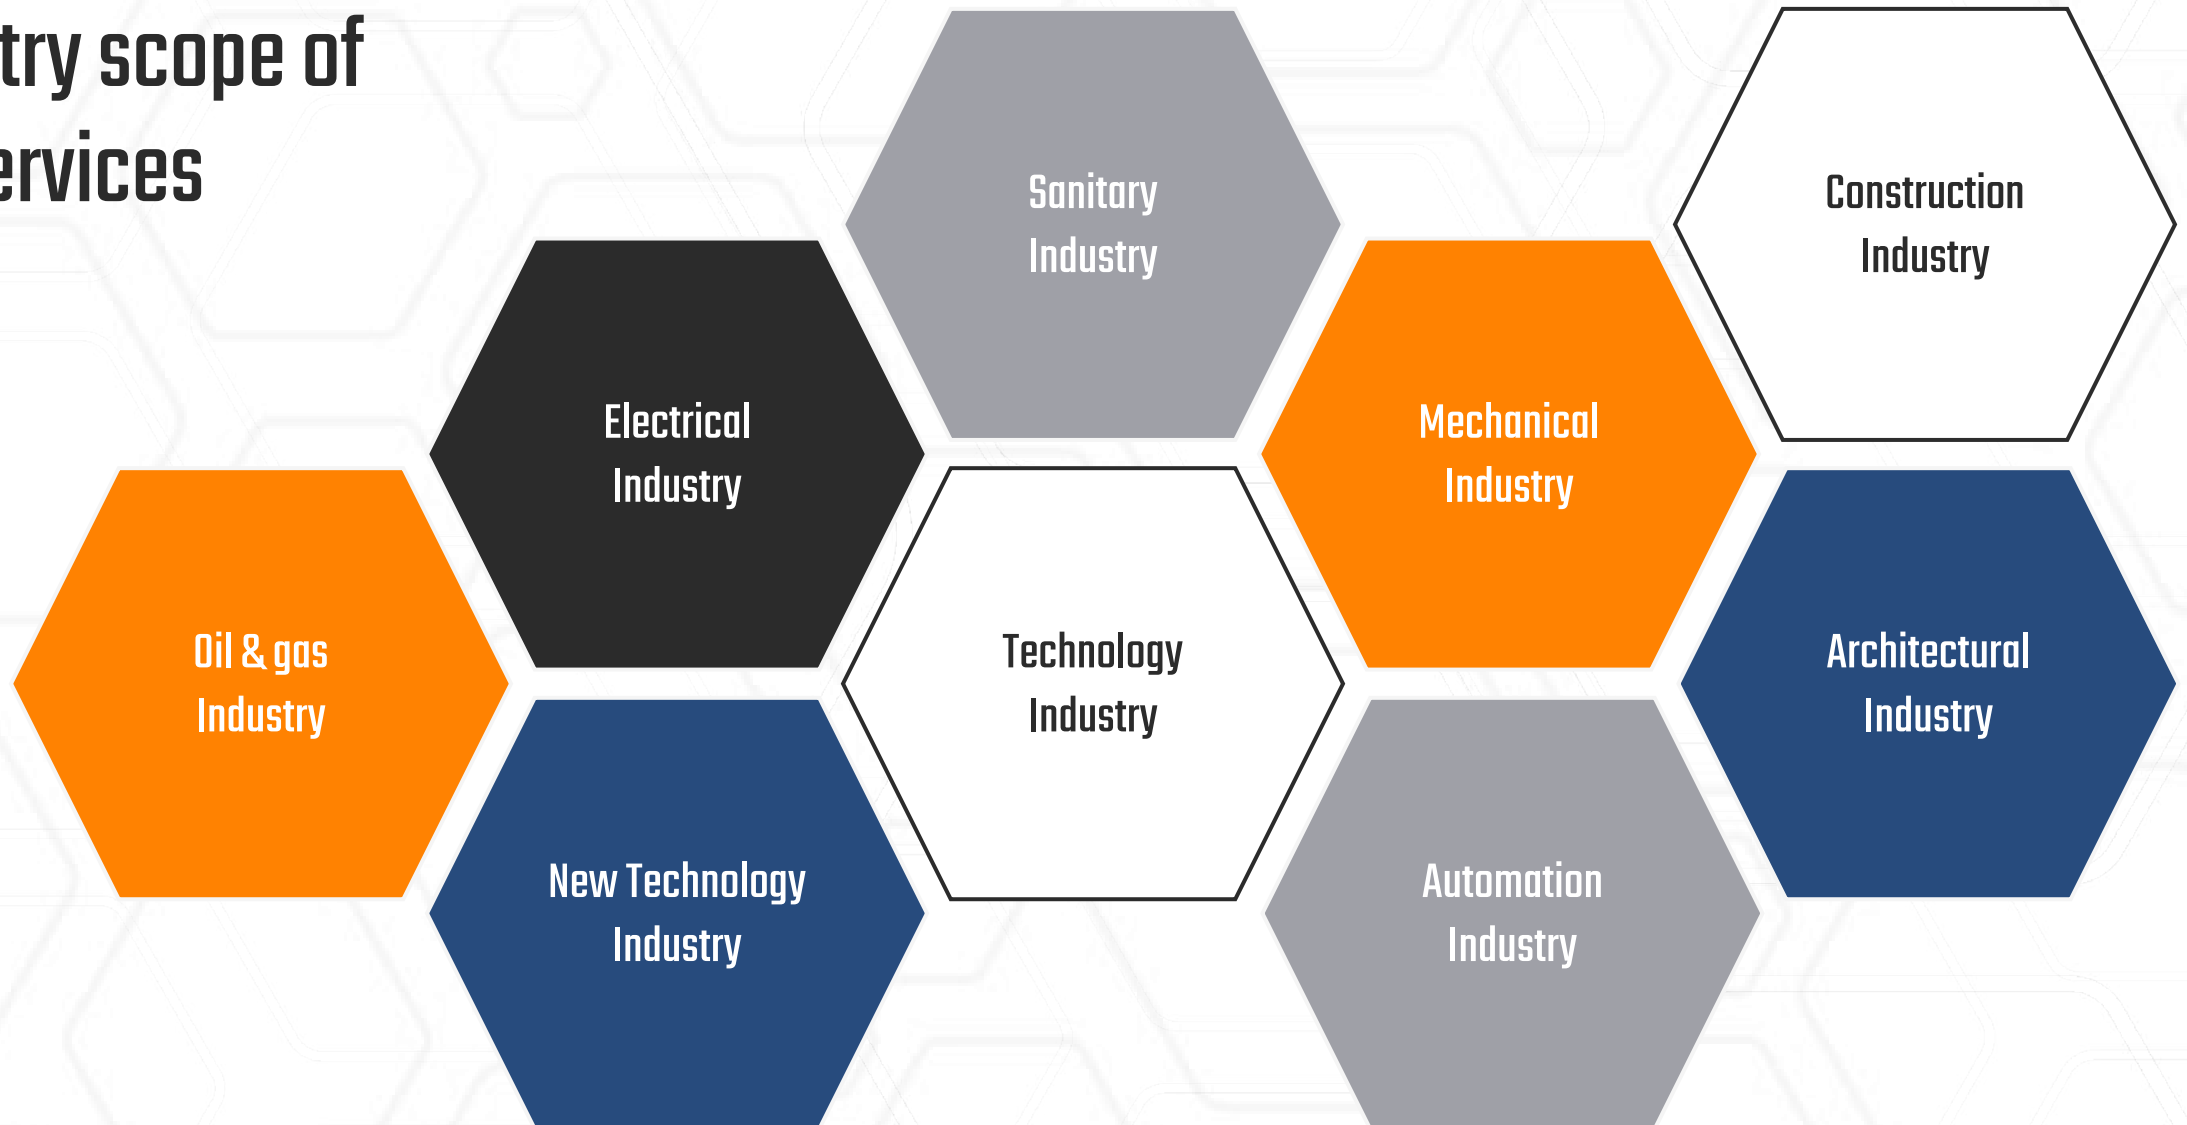 try scope of
ervices
Sanitary
Industry
Construction
Industry
Electrical
Industry
Mechanical
Industry
Oil & gas
Industry
Technology
Industry
Architectural
Industry
New Technology
Industry
Automation
Industry